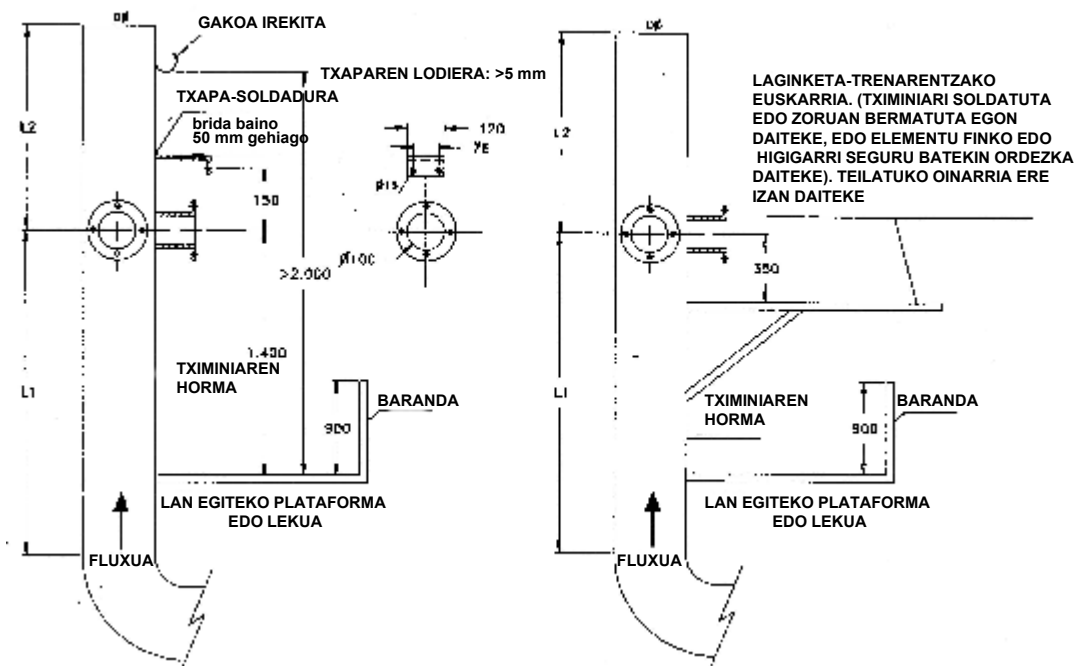 GAKOA IREKITA
TXAPAREN LODIERA: >5 mm
TXAPA-SOLDADURA
brida baino
50 mm gehiago
L2
120
150
Ø100
>2.000
1.400
L1
TXIMINIAREN
HORMA
900
BARANDA
LAN EGITEKO PLATAFORMA
EDO LEKUA
FLUXUA
LAGINKETA-TRENARENTZAKO
EUSKARRIA. (TXIMINIARI SOLDATUTA
EDO ZORUAN BERMATUTA EGON
DAITEKE, EDO ELEMENTU FINKO EDO
HIGIGARRI SEGURU BATEKIN ORDEZKA
DAITEKE). TEILATUKO OINARRIA ERE
IZAN DAITEKE
L2
350
L1
TXIMINIAREN
HORMA
900
BARANDA
LAN EGITEKO PLATAFORMA
EDO LEKUA
FLUXUA